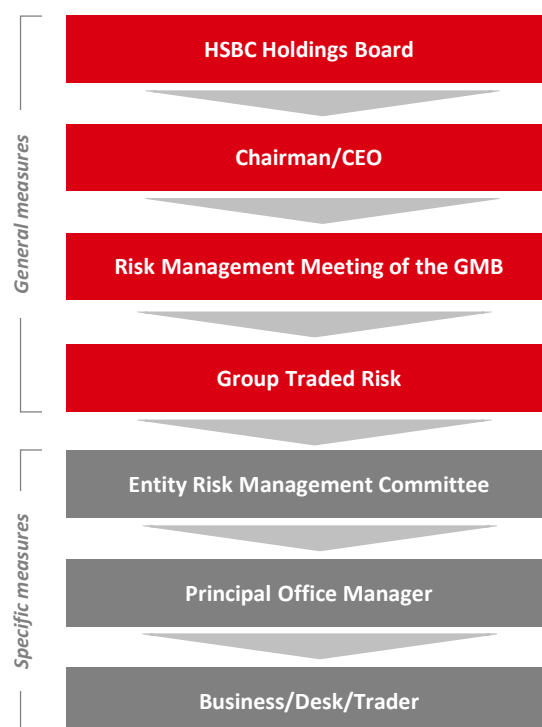 General measures
HSBC Holdings Board
Chairman/CEO
Risk Management Meeting of the GMB
Group Traded Risk
Specific measures
Entity Risk Management Committee
Principal Office Manager
Business/Desk/Trader